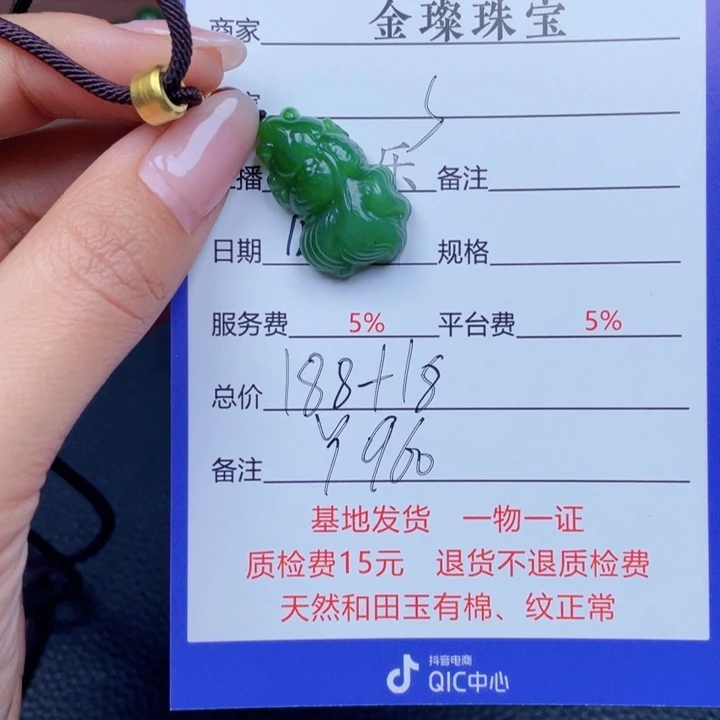 商家 金璨珠宝
播 乐 备注
日期 规格
服务费 5% 平台费 5%
总价 188+18
备注 ¥960
基地发货 一物一证
质检费15元 退货不退质检费
天然和田玉有棉、纹正常
抖音电商
QIC中心